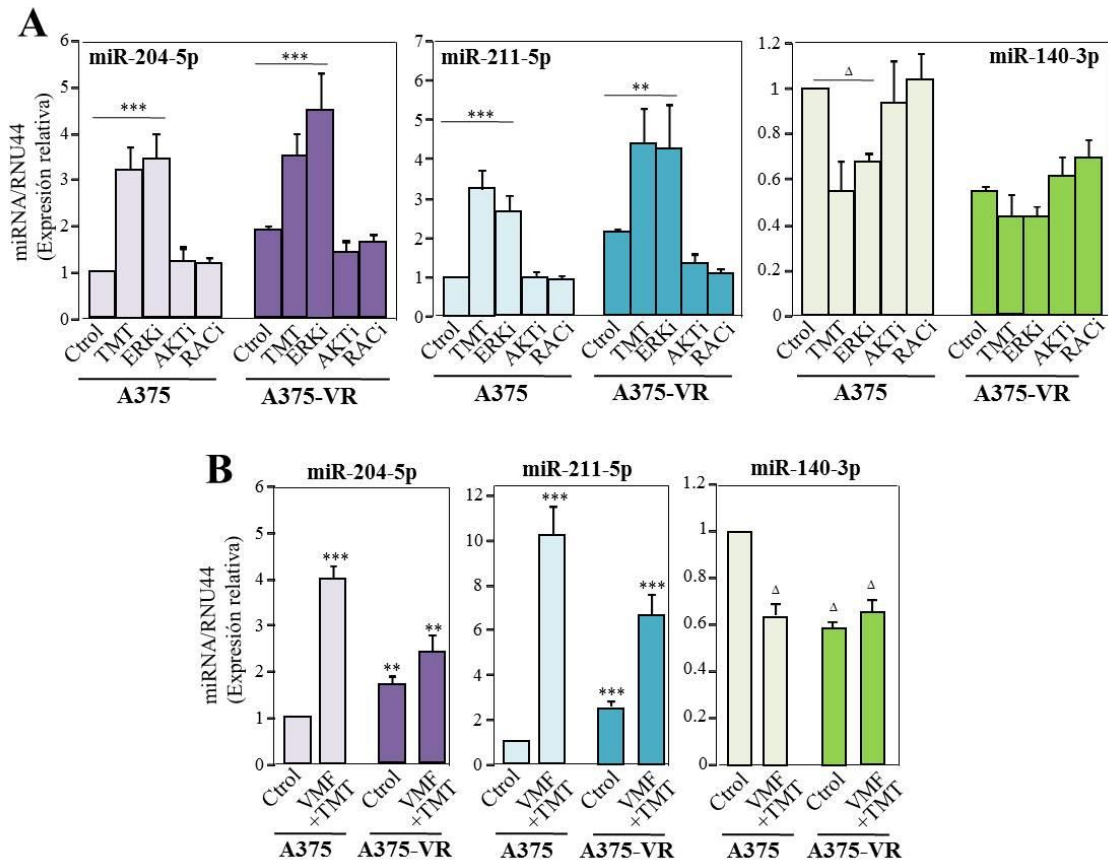 A
miRNA/RNU44
(Expresión relativa)
miR-204-5p
6
5
4
3
2
1
0
***
***
Ctrol
TMT
ERKi
AKTi
RACi
Ctrol
TMT
ERKi
AKTi
RACi
A375
A375-VR
miR-211-5p
7
6
5
4
3
2
1
0
***
**
Ctrol
TMT
ERKi
AKTi
RACi
Ctrol
TMT
ERKi
AKTi
RACi
A375
A375-VR
miR-140-3p
1.2
1
0.8
0.6
0.4
0.2
0
Δ
Ctrol
TMT
ERKi
AKTi
RACi
Ctrol
TMT
ERKi
AKTi
RACi
A375
A375-VR
B
miRNA/RNU44
(Expresión relativa)
miR-204-5p
6
5
4
3
2
1
0
***
**
**
Ctrol
VMF
+TMT
Ctrol
VMF
+TMT
A375
A375-VR
miR-211-5p
12
10
8
6
4
2
0
***
***
***
Ctrol
VMF
+TMT
Ctrol
VMF
+TMT
A375
A375-VR
miR-140-3p
1.2
1
0.8
0.6
0.4
0.2
0
Δ
Δ
Δ
Ctrol
VMF
+TMT
Ctrol
VMF
+TMT
A375
A375-VR